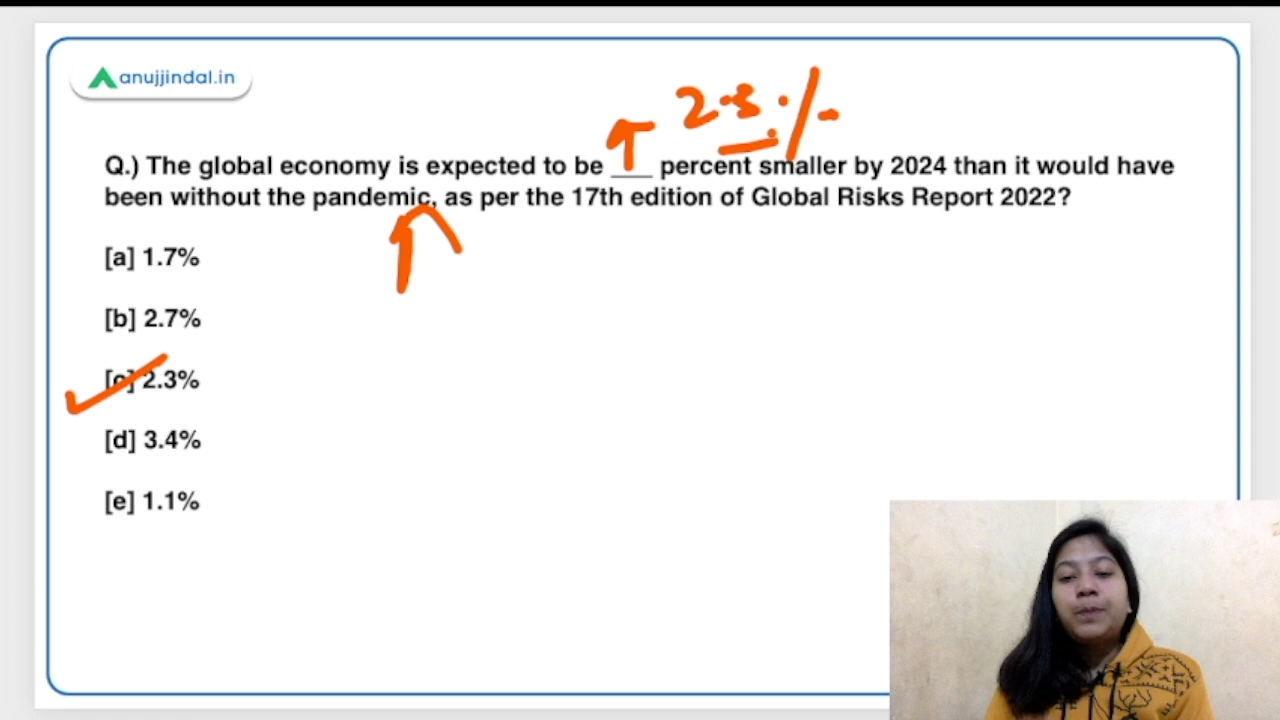 anujjindal.in
2.3%
Q.) The global economy is expected to be ___ percent smaller by 2024 than it would have
been without the pandemic, as per the 17th edition of Global Risks Report 2022?
[a] 1.7%
[b] 2.7%
[c] 2.3%
[d] 3.4%
[e] 1.1%